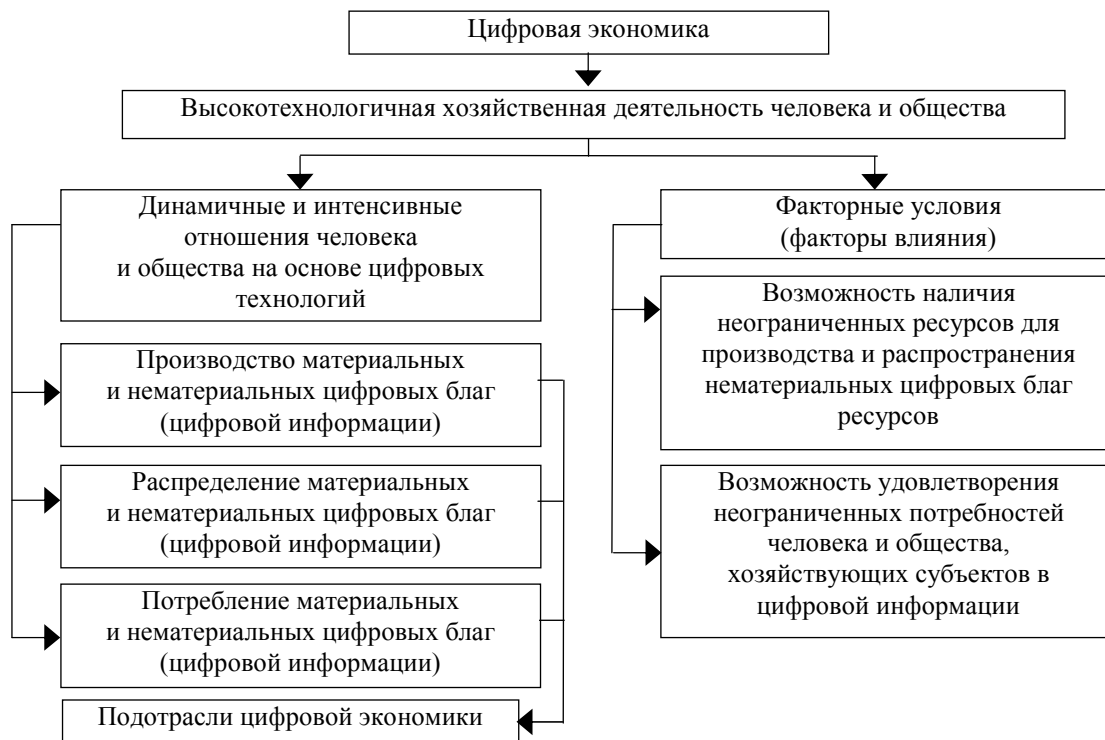 Цифровая экономика
Высокотехнологичная хозяйственная деятельность человека и общества
Динамичные и интенсивные
отношения человека
и общества на основе цифровых
технологий
Производство материальных
и нематериальных цифровых благ
(цифровой информации)
Распределение материальных
и нематериальных цифровых благ
(цифровой информации)
Потребление материальных
и нематериальных цифровых благ
(цифровой информации)
Подотрасли цифровой экономики
Факторные условия
(факторы влияния)
Возможность наличия
неограниченных ресурсов для
производства и распространения
нематериальных цифровых благ
ресурсов
Возможность удовлетворения
неограниченных потребностей
человека и общества,
хозяйствующих субъектов в
цифровой информации